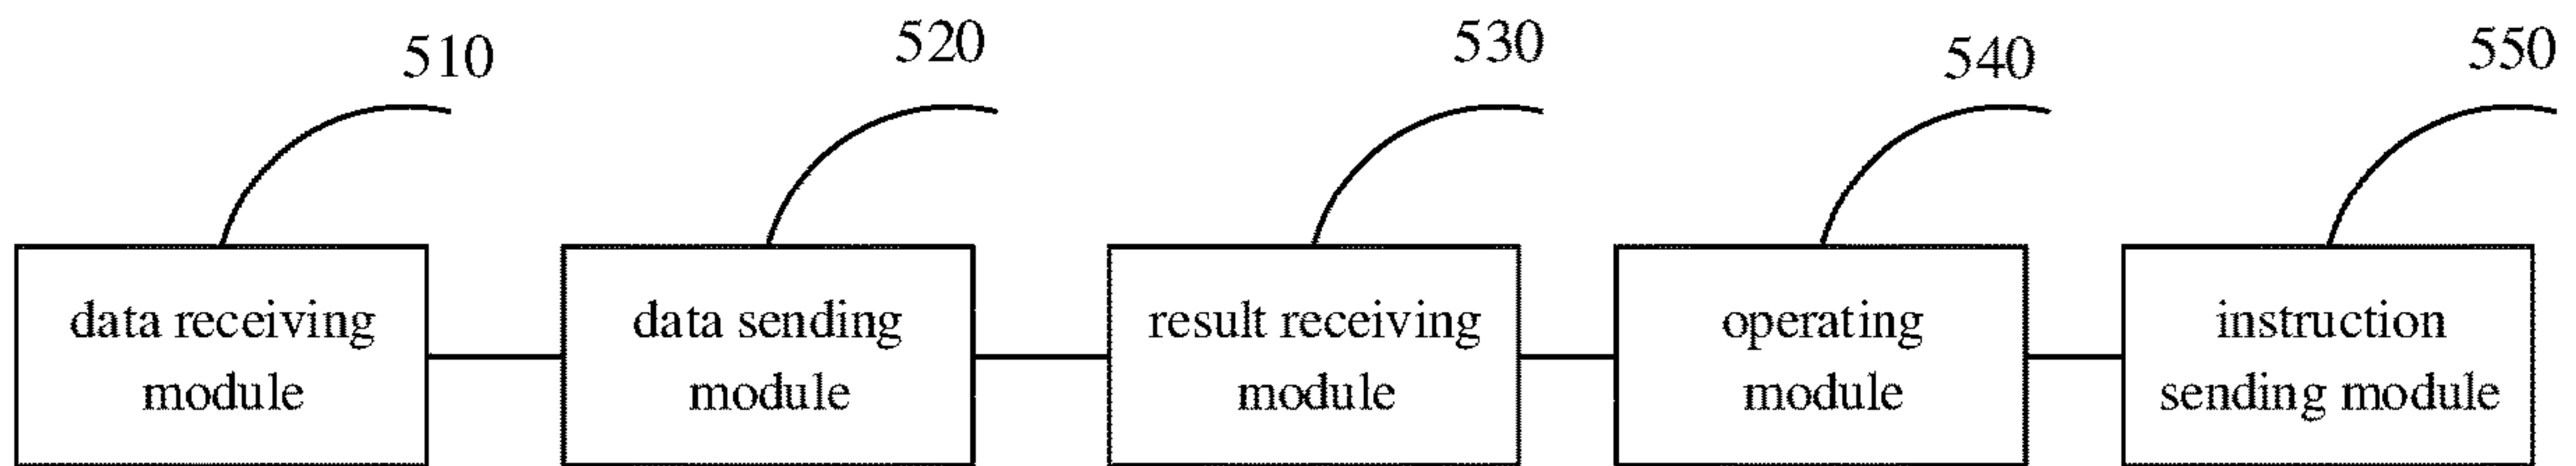 510
520
530
540
550
data receiving
module
data sending
module
result receiving
module
operating
module
instruction
sending module